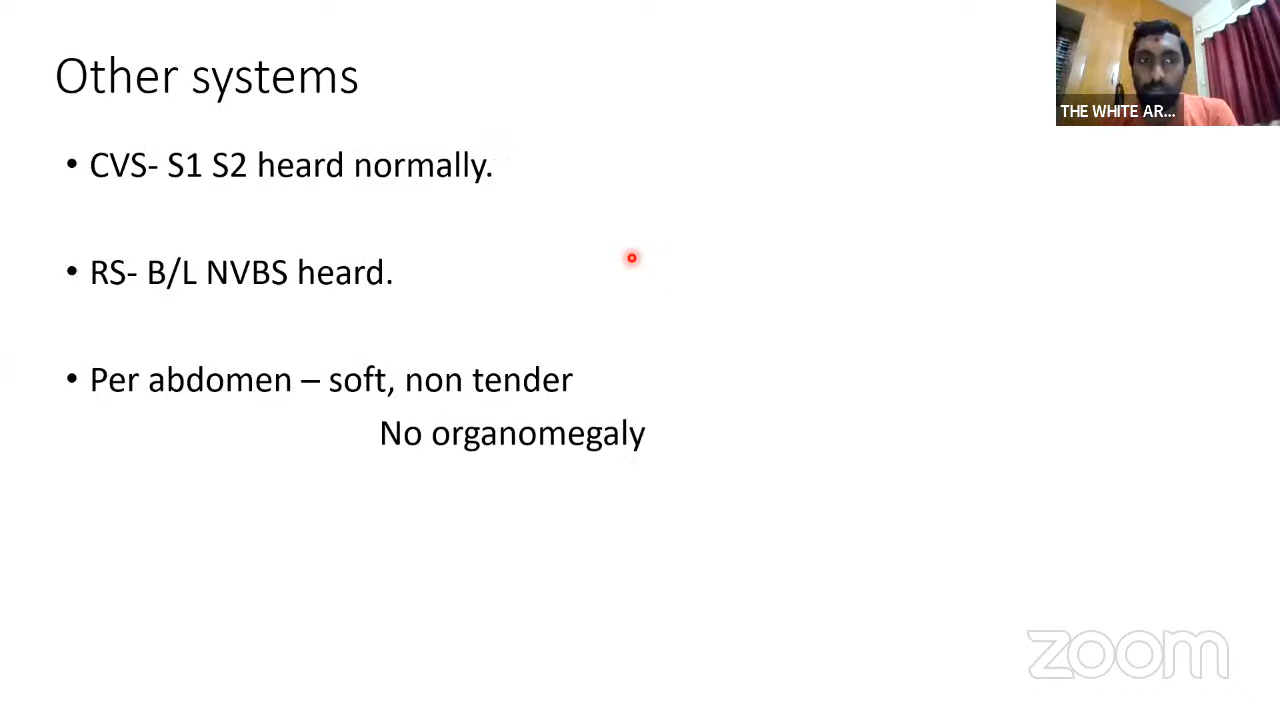 Other systems
THE WHITE AR...
• CVS- S1 S2 heard normally.
• RS- B/L NVBS heard.
• Per abdomen – soft, non tender
No organomegaly
zoom